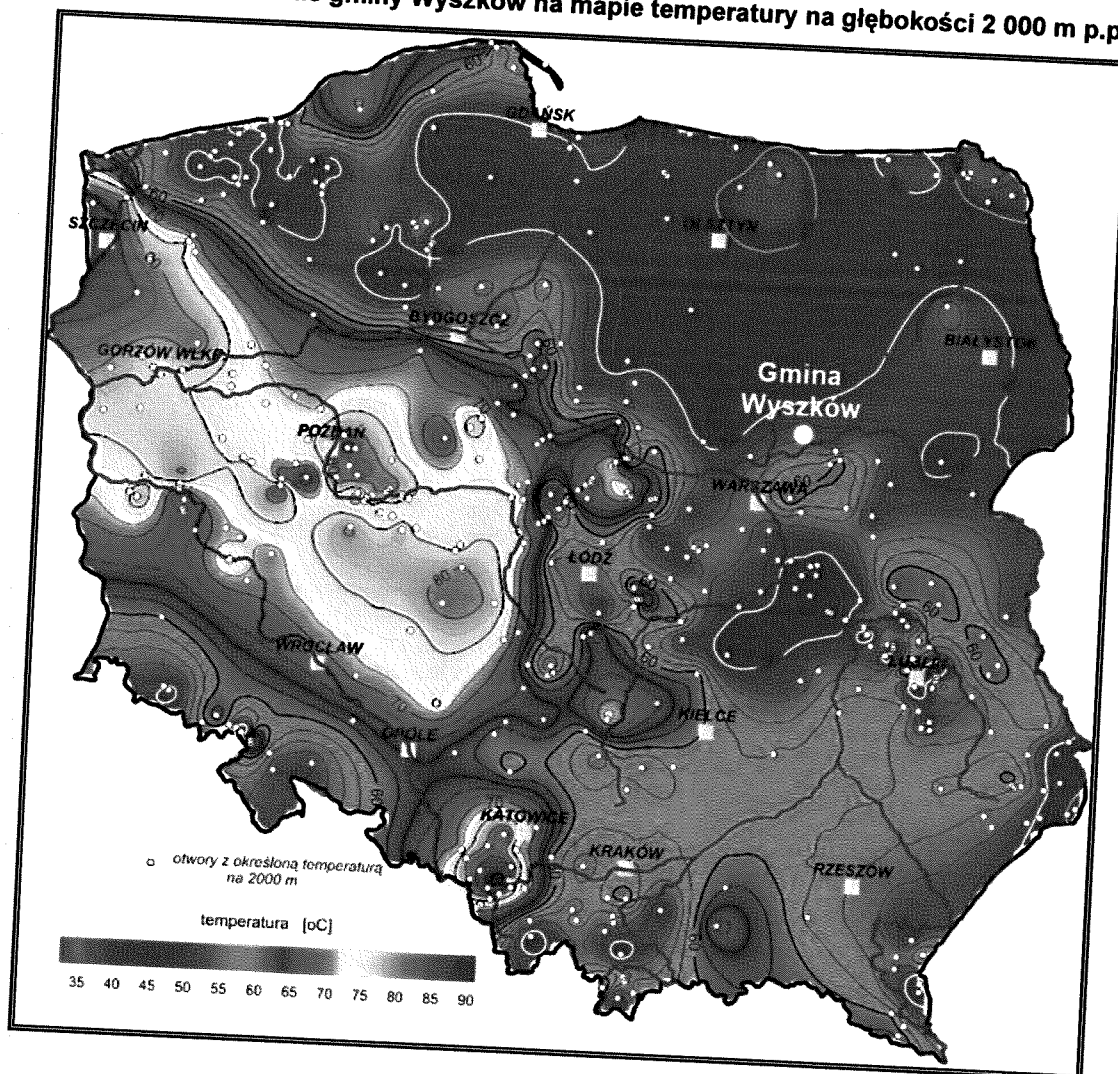 gminy Wyszków na mapie temperatury na głębokości 2 000 m p.p
GDAŃSK
SZCZECIN
OLSZTYN
BYDGOSZCZ
BIAŁYSTOK
GORZÓW WLKP.
Gmina
Wyszków
POZNAŃ
WARSZAWA
ŁÓDŹ
WROCŁAW
LUBLIN
KIELCE
OPOLE
KATOWICE
KRAKÓW
RZESZÓW
otwory z określoną temperaturą
na 2000 m
temperatura [oC]
35 40 45 50 55 60 65 70 75 80 85 90